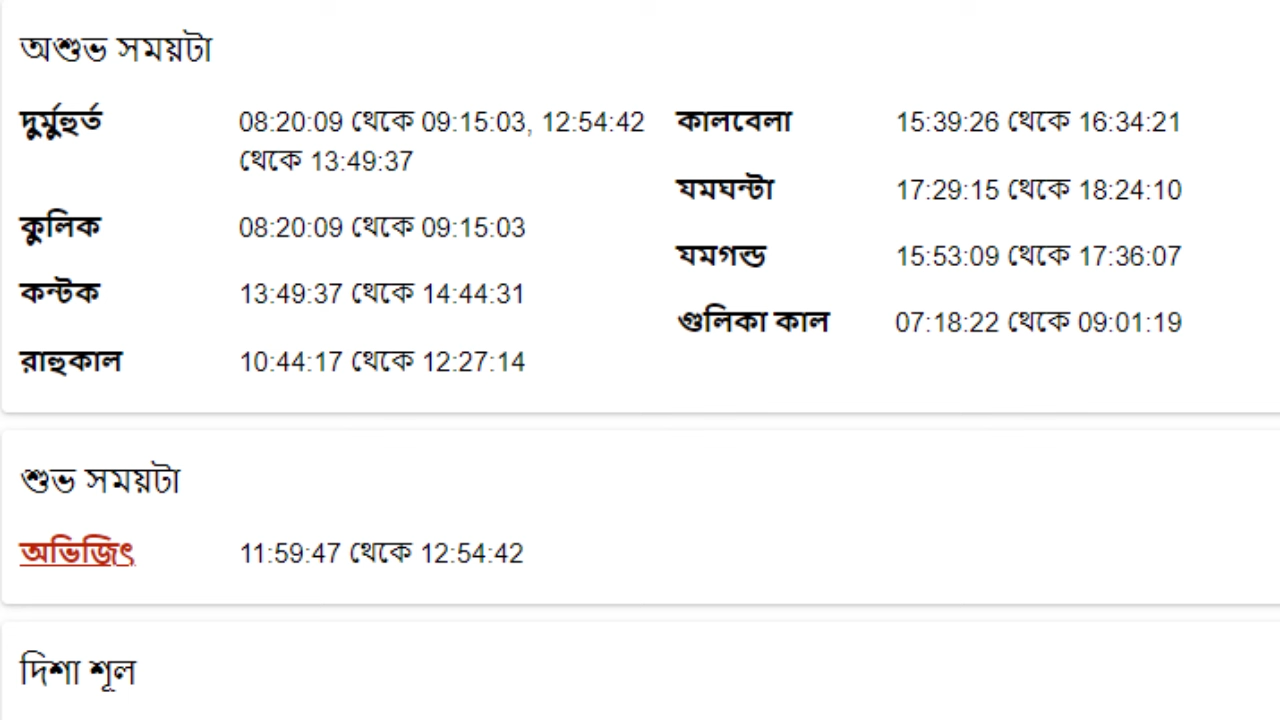 অশুভ সময়টা
দুর্মুহুর্ত 08:20:09 থেকে 09:15:03, 12:54:42
থেকে 13:49:37
কুলিক 08:20:09 থেকে 09:15:03
কন্টক 13:49:37 থেকে 14:44:31
রাহুকাল 10:44:17 থেকে 12:27:14
কালবেলা 15:39:26 থেকে 16:34:21
যমঘন্টা 17:29:15 থেকে 18:24:10
যমগন্ড 15:53:09 থেকে 17:36:07
গুলিকা কাল 07:18:22 থেকে 09:01:19
শুভ সময়টা
অভিজিৎ 11:59:47 থেকে 12:54:42
দিশা শূল